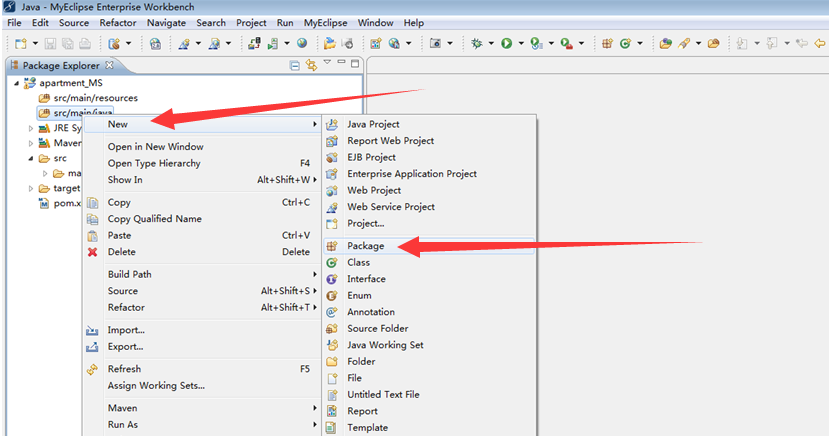 Java - MyEclipse Enterprise Workbench
File Edit Source Refactor Navigate Search Project Run MyEclipse Window Help
Package Explorer
apartment_MS
src/main/resources
src/main/java
JRE Sy
Maven
src
ma
target
pom.x
New
Open in New Window
Open Type Hierarchy F4
Show In Alt+Shift+W
Copy Ctrl+C
Copy Qualified Name
Paste Ctrl+V
Delete Delete
Build Path
Source Alt+Shift+S
Refactor Alt+Shift+T
Import...
Export...
Refresh F5
Assign Working Sets...
Maven
Run As
Java Project
Report Web Project
EJB Project
Enterprise Application Project
Web Project
Web Service Project
Project...
Package
Class
Interface
Enum
Annotation
Source Folder
Java Working Set
Folder
File
Untitled Text File
Report
Template